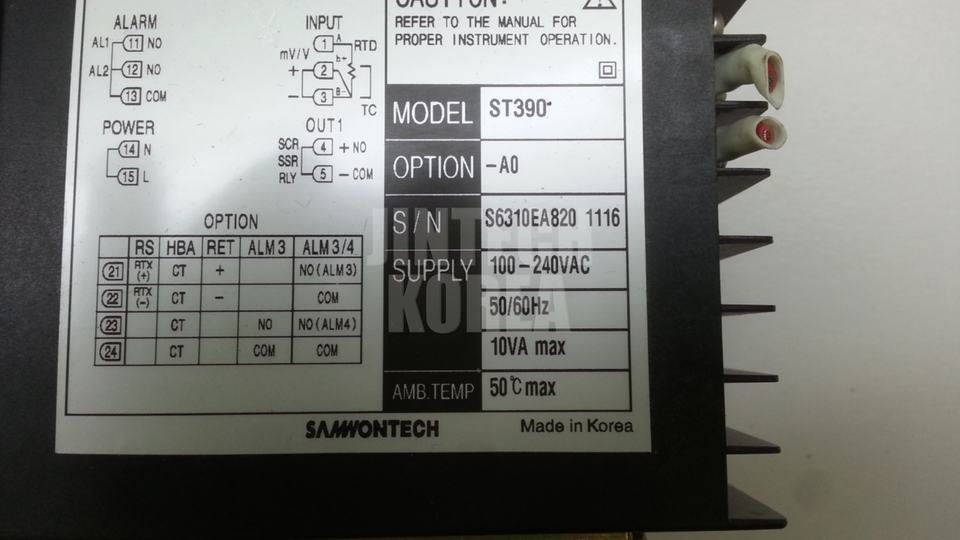 CAUTION:
REFER TO THE MANUAL FOR
PROPER INSTRUMENT OPERATION.
ALARM
AL1 11 NO
AL2 12 NO
13 COM
POWER
14 N
15 L
INPUT
mV/V
1 A RTD
+ 2 b+
- 3 B-
TC
OUT1
SCR 4 + NO
SSR
RLY 5 - COM
MODEL ST390
OPTION -A0
S/N S6310EA820 1116
SUPPLY 100-240VAC
50/60Hz
10VA max
AMB.TEMP 50℃ max
OPTION
RS HBA RET ALM3 ALM3/4
21 RTX (+) CT + NO(ALM3)
22 RTX (-) CT - COM
23 CT NO NO(ALM4)
24 CT COM COM
SAMWONTECH
Made in Korea
JINTECH
KOREA